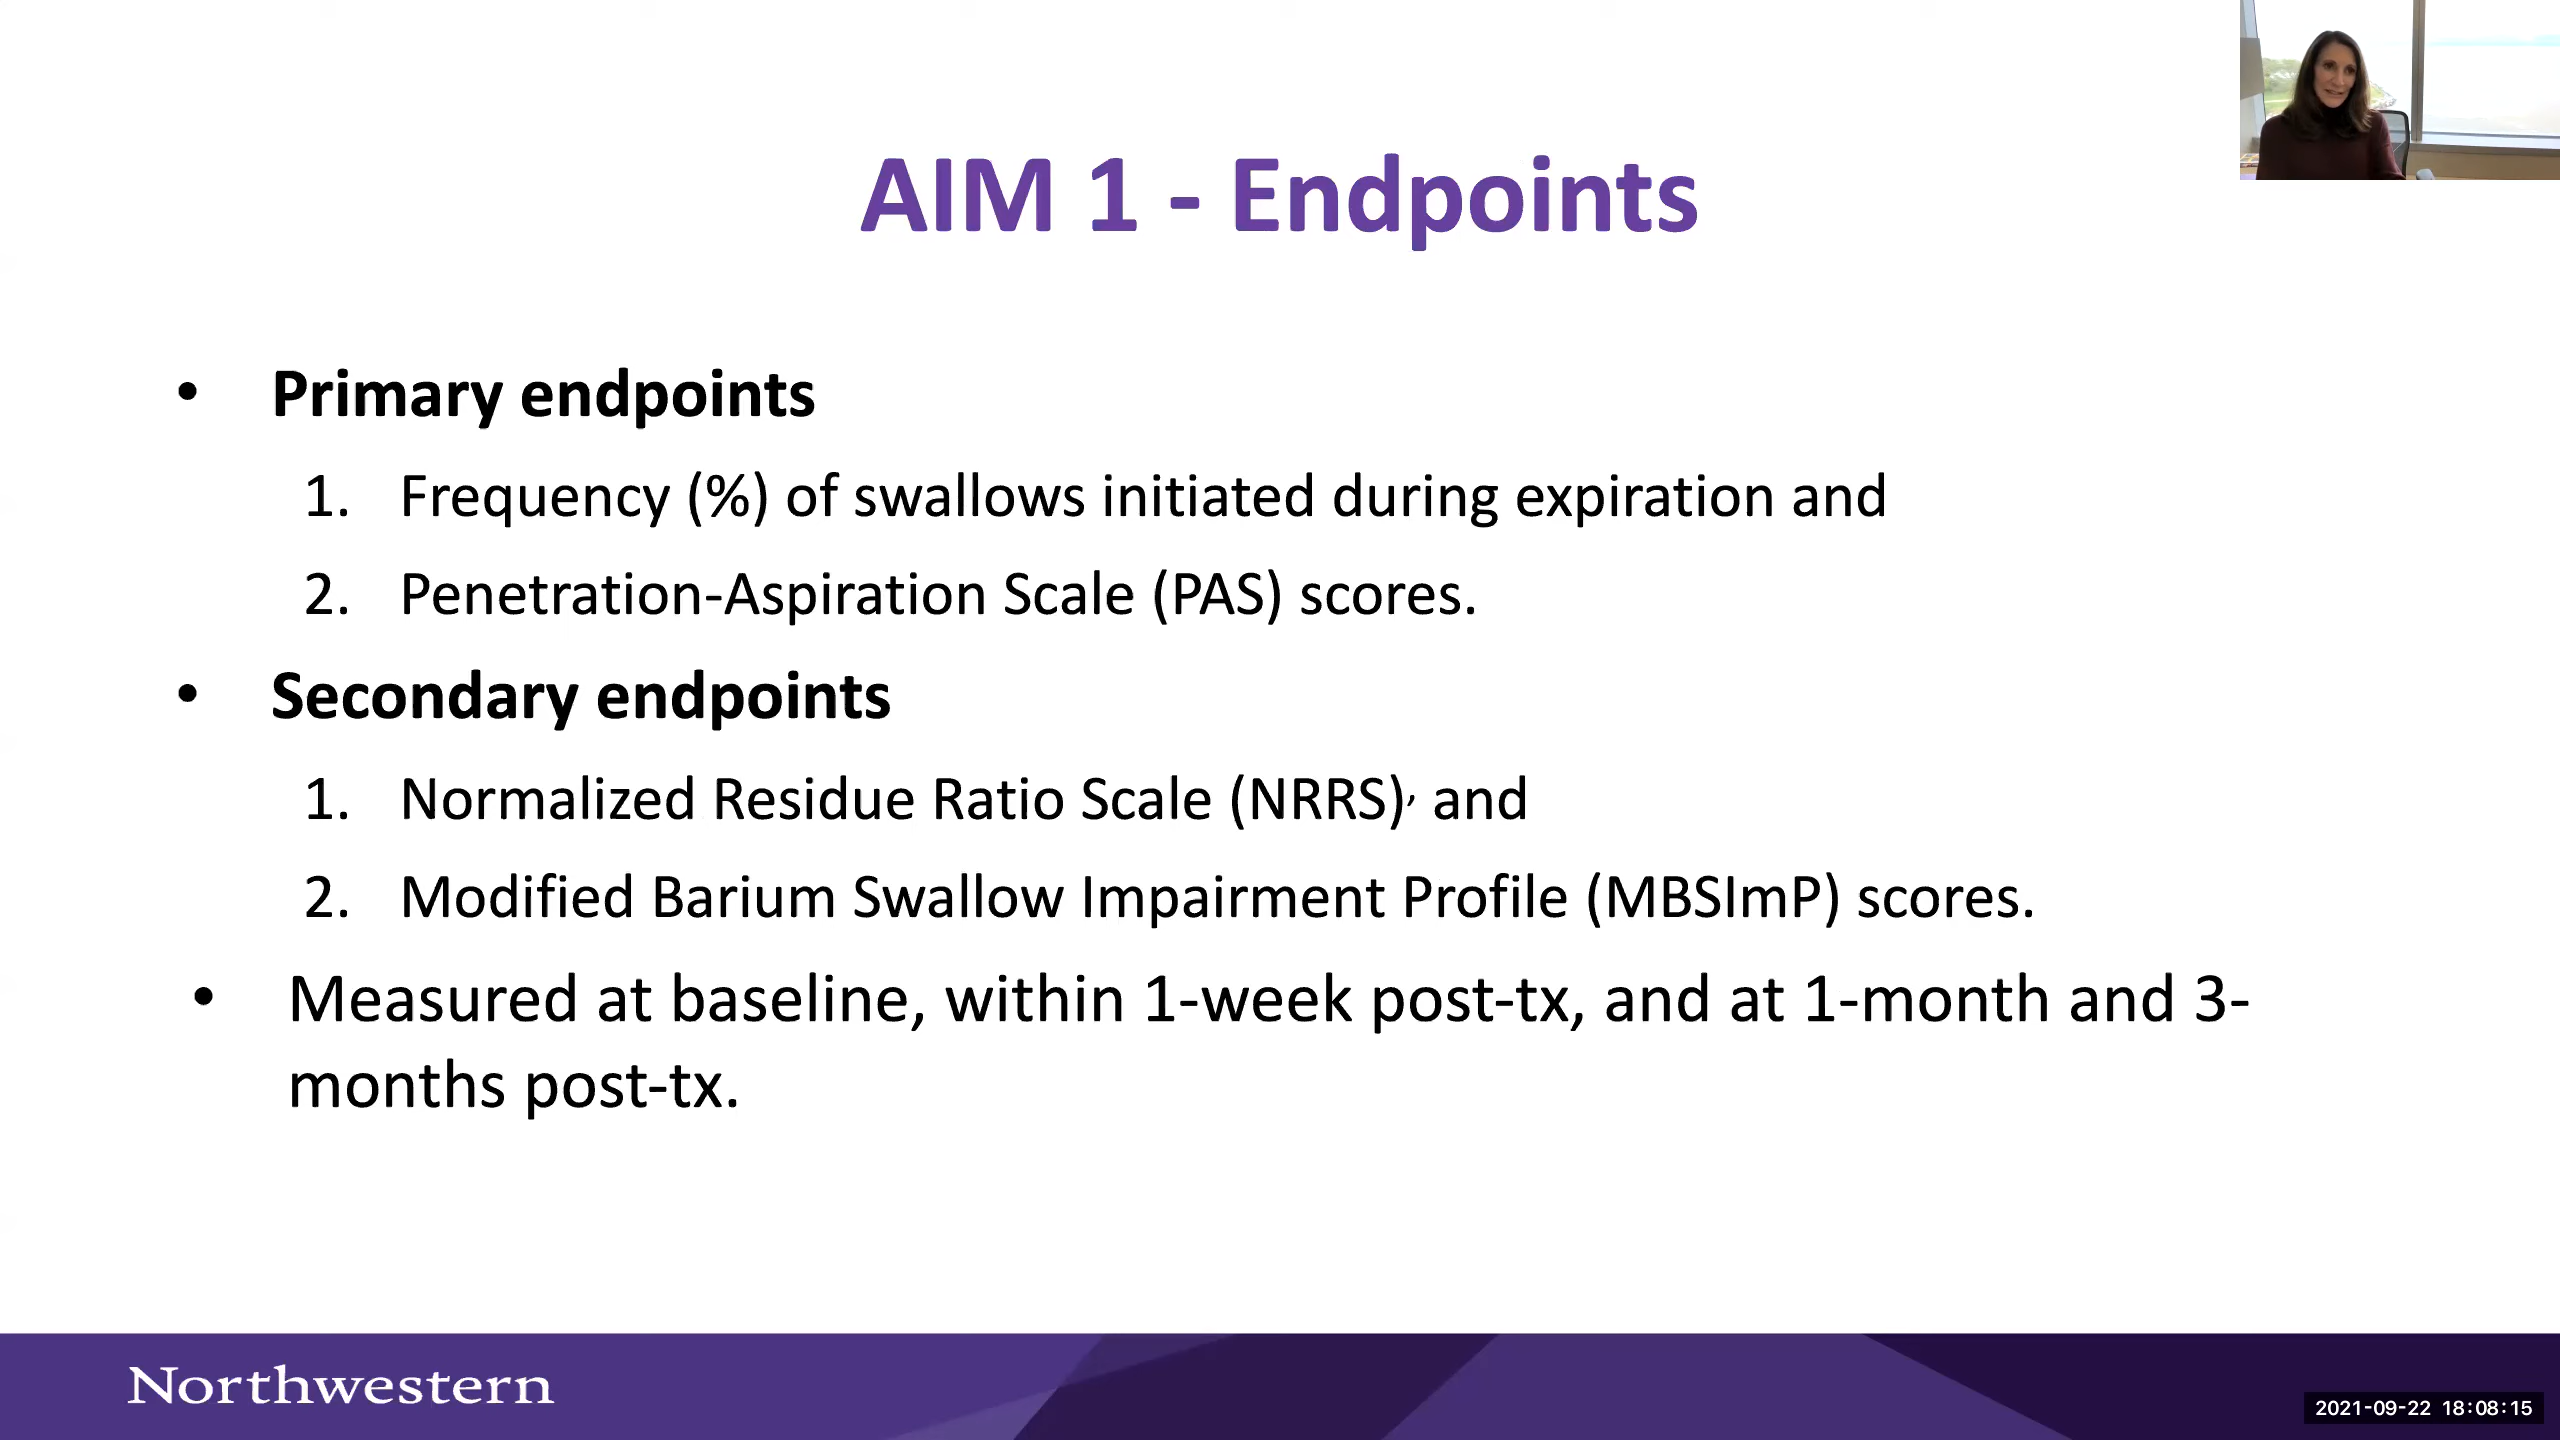 AIM 1 - Endpoints
• Primary endpoints
1. Frequency (%) of swallows initiated during expiration and
2. Penetration-Aspiration Scale (PAS) scores.
• Secondary endpoints
1. Normalized Residue Ratio Scale (NRRS), and
2. Modified Barium Swallow Impairment Profile (MBSImP) scores.
• Measured at baseline, within 1-week post-tx, and at 1-month and 3-
months post-tx.
Northwestern
2021-09-22 18:08:15